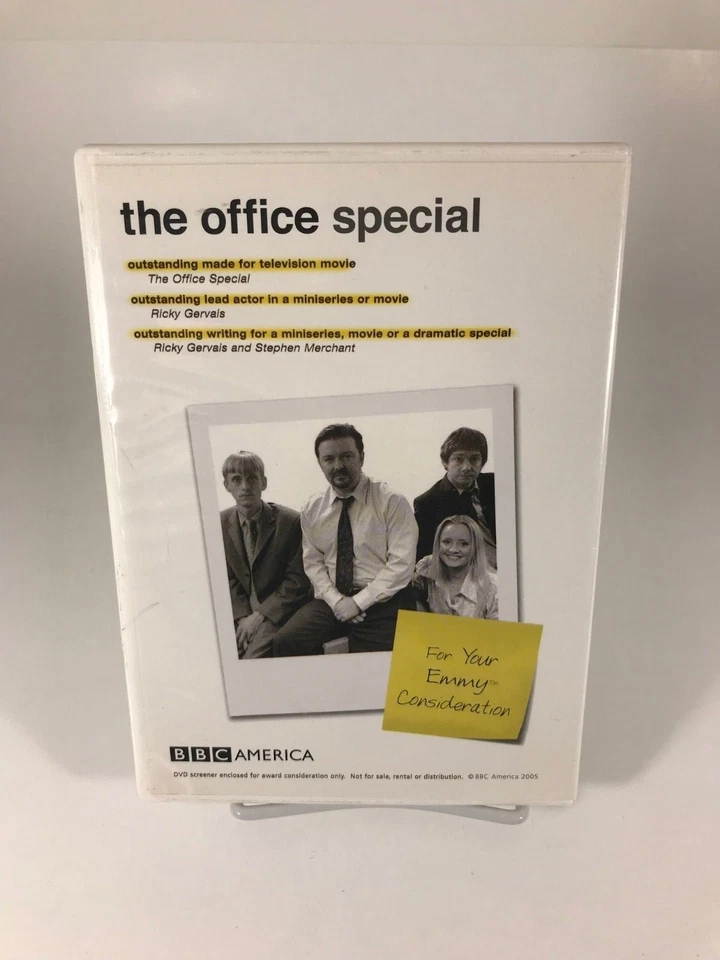 the office special
outstanding made for television movie
The Office Special
outstanding lead actor in a miniseries or movie
Ricky Gervais
outstanding writing for a miniseries, movie or a dramatic special
Ricky Gervais and Stephen Merchant
For Your
Emmy™
Consideration
BBC AMERICA
DVD screener enclosed for award consideration only. Not for sale, rental or distribution. © BBC America 2005